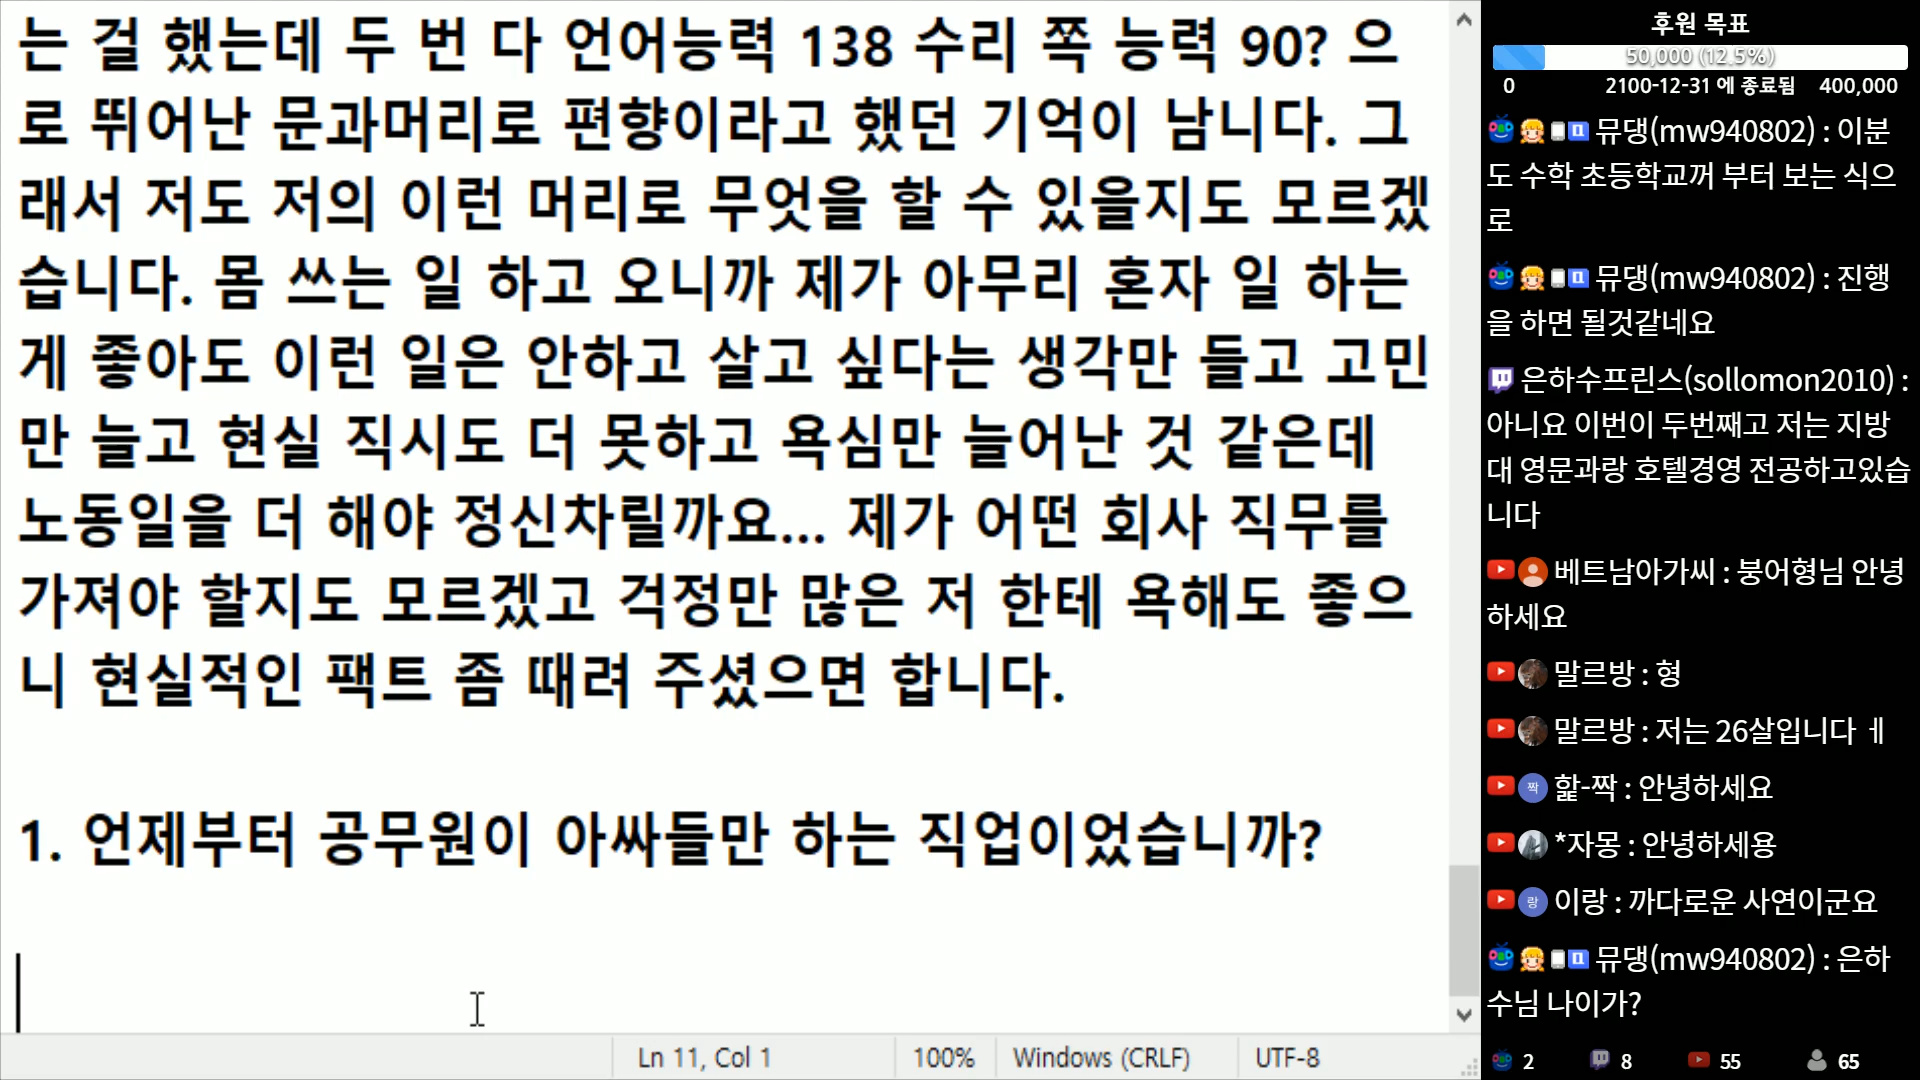 는 걸 했는데 두 번 다 언어능력 138 수리 쪽 능력 90? 으
로 뛰어난 문과머리로 편향이라고 했던 기억이 남니다. 그
래서 저도 저의 이런 머리로 무엇을 할 수 있을지도 모르겠
습니다. 몸 쓰는 일 하고 오니까 제가 아무리 혼자 일 하는
게 좋아도 이런 일은 안하고 살고 싶다는 생각만 들고 고민
만 늘고 현실 직시도 더 못하고 욕심만 늘어난 것 같은데
노동일을 더 해야 정신차릴까요... 제가 어떤 회사 직무를
가져야 할지도 모르겠고 걱정만 많은 저 한테 욕해도 좋으
니 현실적인 팩트 좀 때려 주셨으면 합니다.
1. 언제부터 공무원이 아싸들만 하는 직업이었습니까?
Ln 11, Col 1
100%
Windows (CRLF)
UTF-8
후원 목표
50,000 (12.5%)
0 2100-12-31 에 종료됨 400,000
뮤댕(mw940802) : 이분
도 수학 초등학교꺼 부터 보는 식으
로
뮤댕(mw940802) : 진행
을 하면 될것같네요
은하수프린스(sollomon2010) :
아니요 이번이 두번째고 저는 지방
대 영문과랑 호텔경영 전공하고있습
니다
베트남아가씨 : 붕어형님 안녕
하세요
말르방 : 형
말르방 : 저는 26살입니다 ㅔ
짝 핥-짝 : 안녕하세요
*자몽 : 안녕하세용
랑 이랑 : 까다로운 사연이군요
뮤댕(mw940802) : 은하
수님 나이가?
2 8 55 65